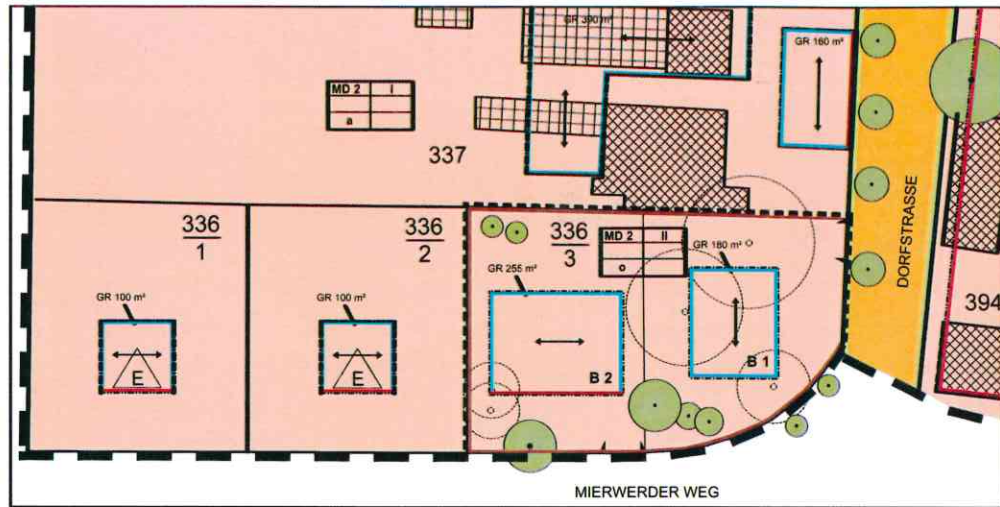 GR 390 m²
GR 160 m²
MD 2 I
a
337
DORFSTRASSE
336
1
336
2
336
3
MD 2 II
o
GR 180 m²
GR 255 m²
GR 100 m²
GR 100 m²
394
E
E
B 2
B 1
MIERWERDER WEG